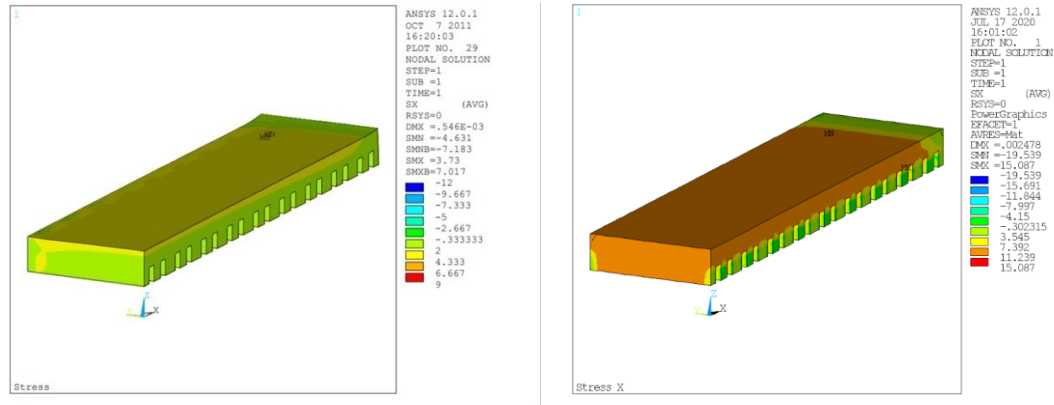 1
ANSYS 12.0.1
OCT 7 2011
16:20:03
PLOT NO. 29
NODAL SOLUTION
STEP=1
SUB =1
TIME=1
SX (AVG)
RSYS=0
DMX =.546E-03
SMN =-4.631
SMNB=-7.183
SMX =3.73
SMXB=7.017
-12
-9.667
-7.333
-5
-2.667
-.333333
2
4.333
6.667
9
Z
X
Stress
1
ANSYS 12.0.1
JUL 17 2020
16:01:02
PLOT NO. 1
NODAL SOLUTION
STEP=1
SUB =1
TIME=1
SX (AVG)
RSYS=0
PowerGraphics
EFACET=1
AVRES=Mat
DMX =.002478
SMN =-19.539
SMX =15.087
-19.539
-15.691
-11.844
-7.997
-4.15
-.302315
3.545
7.392
11.239
15.087
MX
Z
Y
X
Stress X